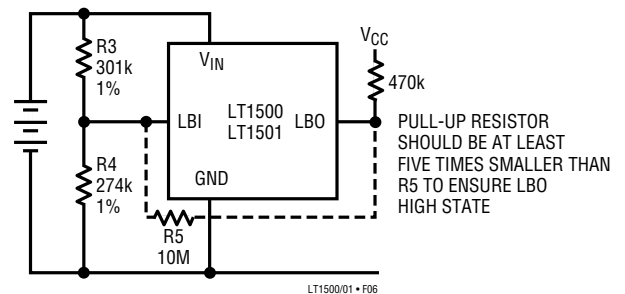 R3
301k
1%
V_IN
V_CC
470k
LBI
LT1500
LT1501
LBO
PULL-UP RESISTOR
SHOULD BE AT LEAST
FIVE TIMES SMALLER THAN
R5 TO ENSURE LBO
HIGH STATE
R4
274k
1%
GND
R5
10M
LT1500/01 • F06